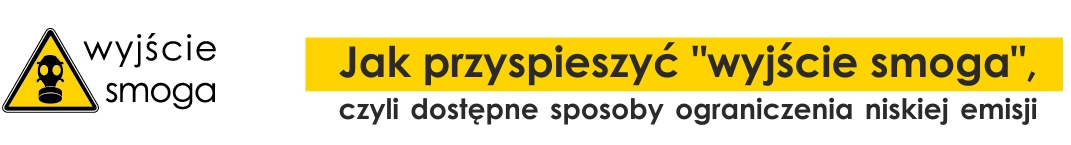 wyjście
smoga
Jak przyspieszyć "wyjście smoga",
czyli dostępne sposoby ograniczenia niskiej emisji